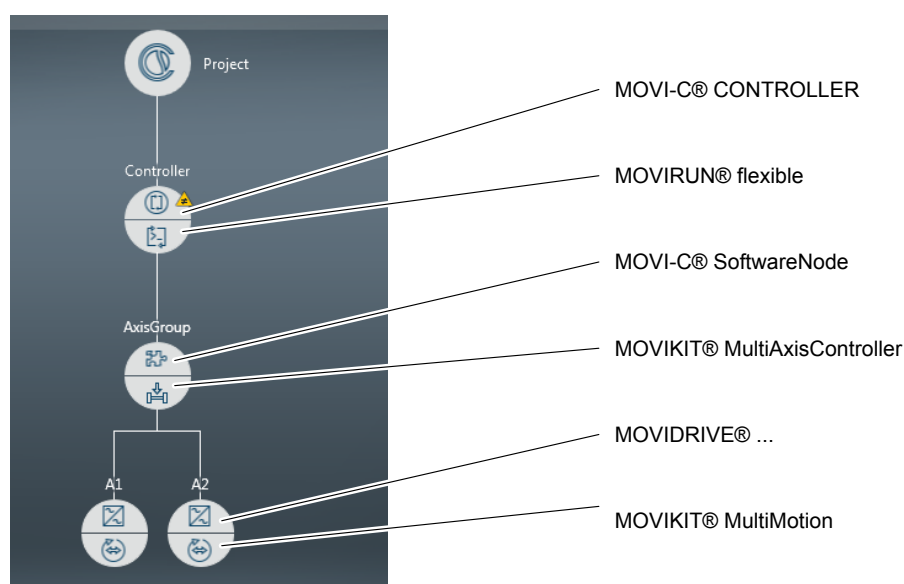 Project
MOVI-C® CONTROLLER
Controller
MOVIRUN® flexible
MOVI-C® SoftwareNode
AxisGroup
MOVIKIT® MultiAxisController
MOVIDRIVE® ...
A1
A2
MOVIKIT® MultiMotion